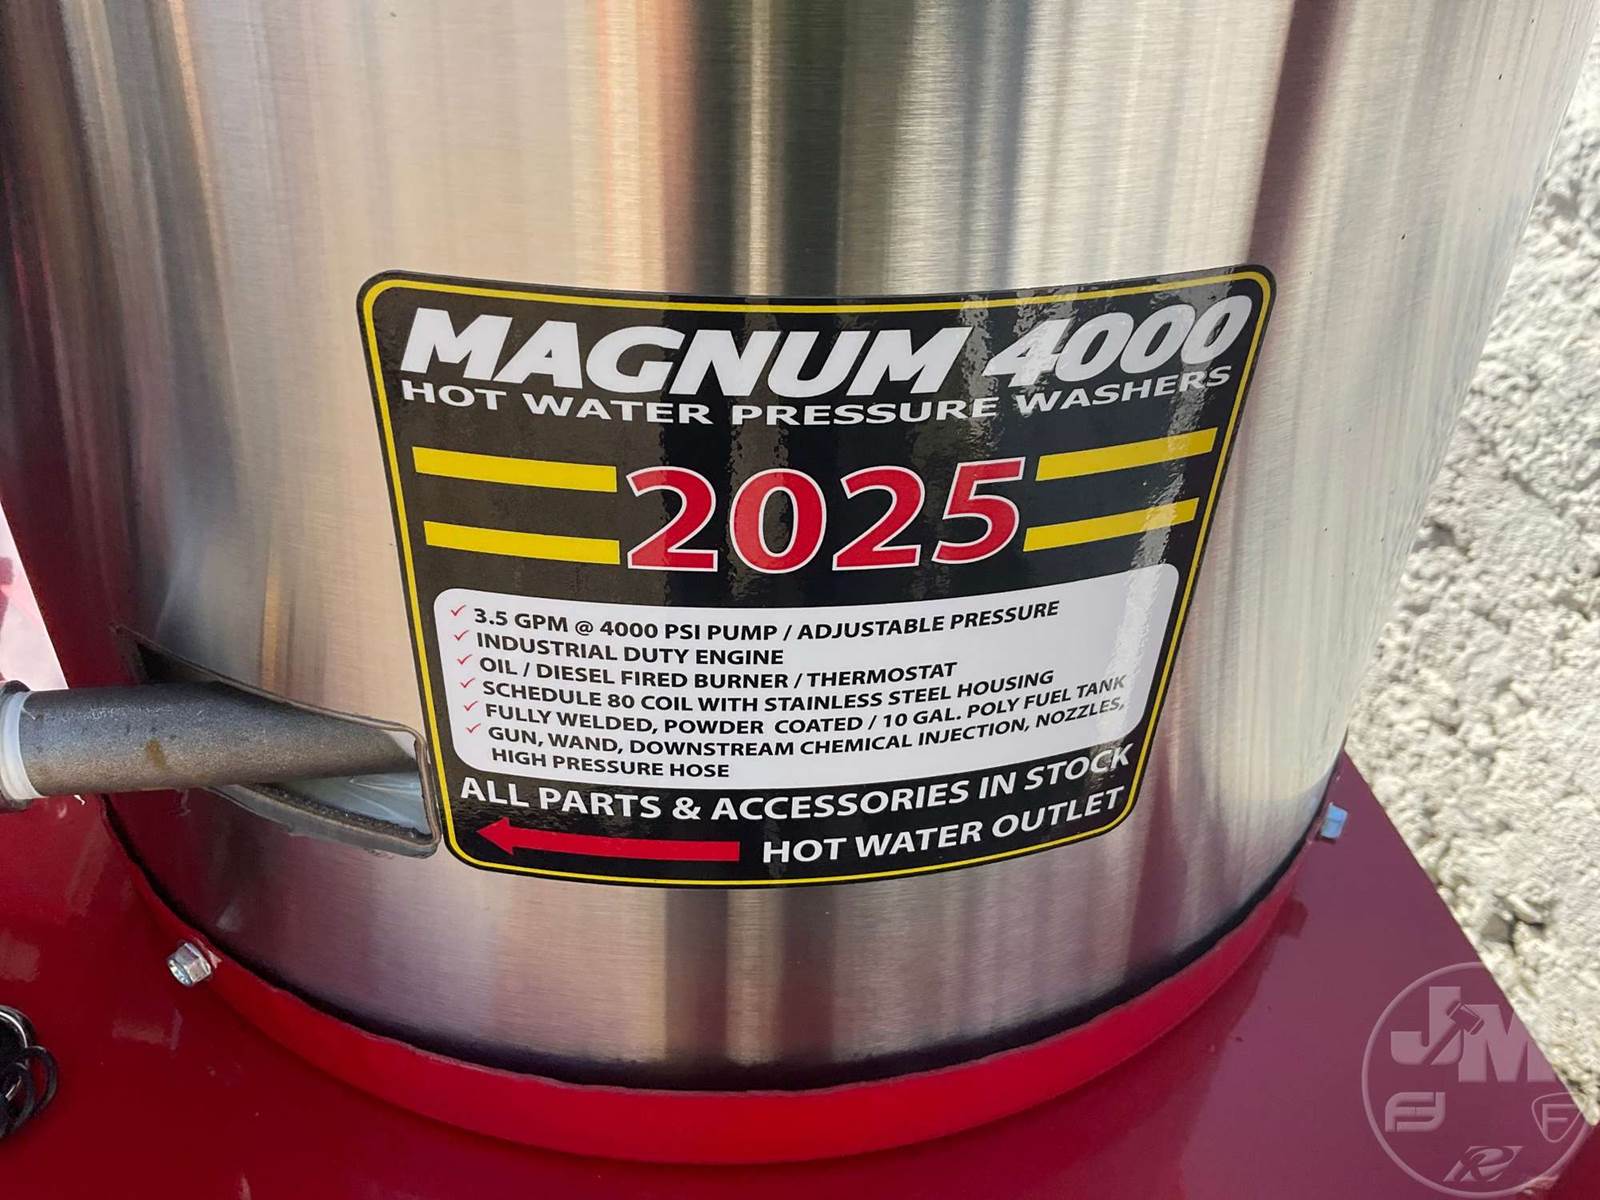 MAGNUM 4000
HOT WATER PRESSURE WASHERS
2025
3.5 GPM @ 4000 PSI PUMP / ADJUSTABLE PRESSURE
INDUSTRIAL DUTY ENGINE
OIL / DIESEL FIRED BURNER / THERMOSTAT
SCHEDULE 80 COIL WITH STAINLESS STEEL HOUSING
FULLY WELDED, POWDER COATED / 10 GAL. POLY FUEL TANK
GUN, WAND, DOWNSTREAM CHEMICAL INJECTION, NOZZLES,
HIGH PRESSURE HOSE
ALL PARTS & ACCESSORIES IN STOCK
HOT WATER OUTLET
JM